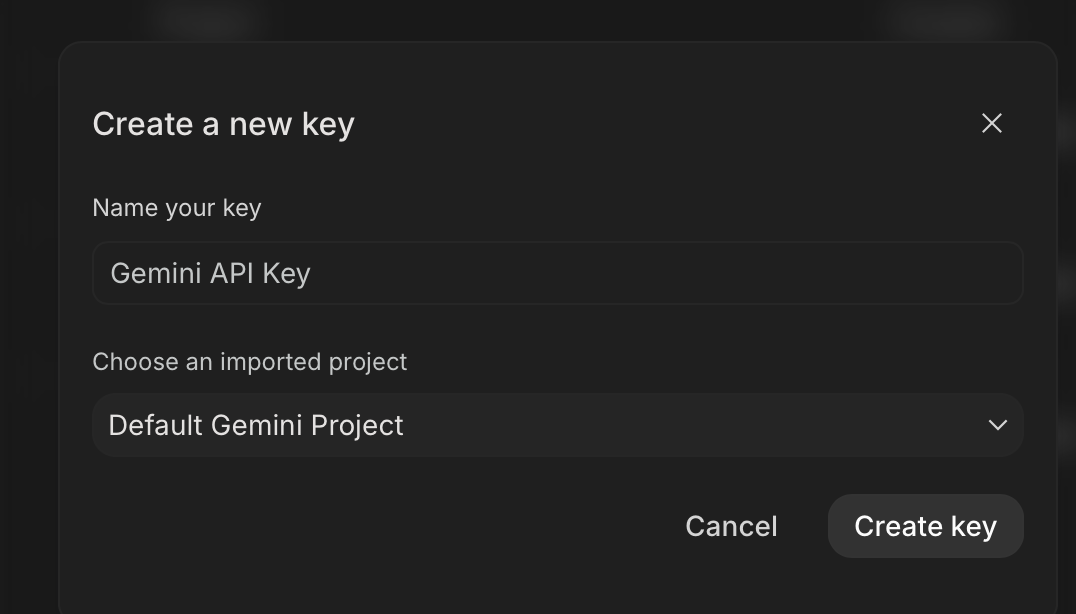 Create a new key
Name your key
Gemini API Key
Choose an imported project
Default Gemini Project
Cancel
Create key